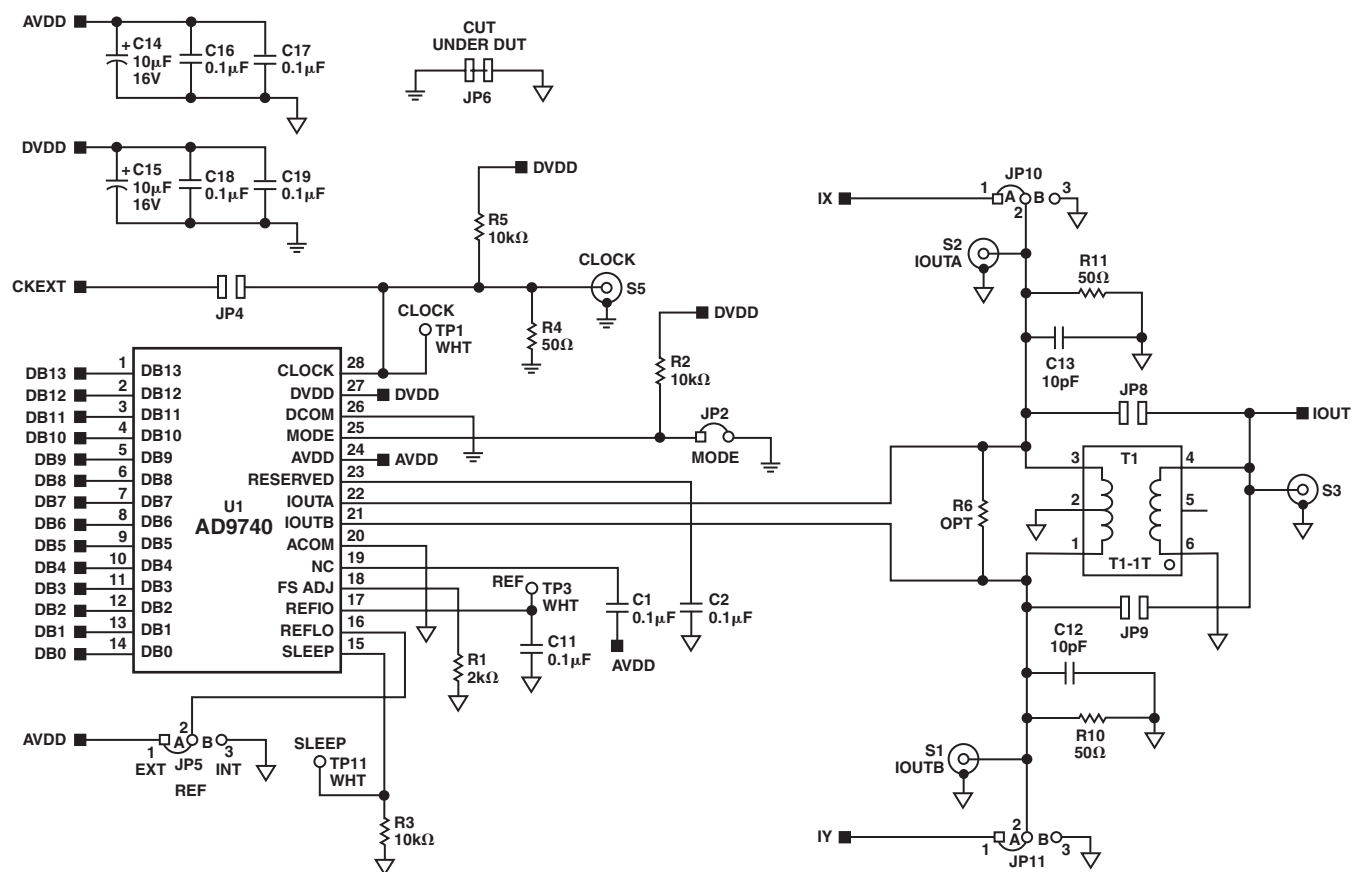 AVDD
+ C14
10µF
16V
C16
0.1µF
C17
0.1µF
CUT
UNDER DUT
JP6
DVDD
+ C15
10µF
16V
C18
0.1µF
C19
0.1µF
DVDD
R5
10kΩ
CKEXT
JP4
CLOCK
S5
CLOCK
TP1
WHT
R4
50Ω
DVDD
R2
10kΩ
JP2
MODE
U1
AD9740
DB13 1 DB13
DB12 2 DB12
DB11 3 DB11
DB10 4 DB10
DB9 5 DB9
DB8 6 DB8
DB7 7 DB7
DB6 8 DB6
DB5 9 DB5
DB4 10 DB4
DB3 11 DB3
DB2 12 DB2
DB1 13 DB1
DB0 14 DB0
CLOCK 28
DVDD 27 DVDD
DCOM 26
MODE 25
AVDD 24 AVDD
RESERVED 23
IOUTA 22
IOUTB 21
ACOM 20
NC 19
FS ADJ 18
REFIO 17
REFLO 16
SLEEP 15
R1
2kΩ
REF
TP3
WHT
C11
0.1µF
C1
0.1µF
AVDD
C2
0.1µF
AVDD
1 A 2 B 3
EXT JP5 INT
REF
SLEEP
TP11
WHT
R3
10kΩ
IX
JP10
1 A B 3
2
S2
IOUTA
R11
50Ω
C13
10pF
JP8
IOUT
R6
OPT
3 T1 4
2 5
1 6
T1-1T
S3
JP9
C12
10pF
R10
50Ω
S1
IOUTB
IY
2
1 A B 3
JP11